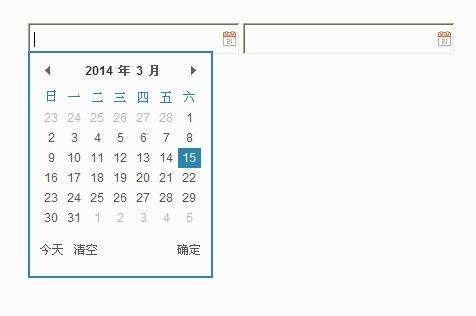 2014 年 3 月
日 一 二 三 四 五 六
23 24 25 26 27 28 1
2 3 4 5 6 7 8
9 10 11 12 13 14 15
16 17 18 19 20 21 22
23 24 25 26 27 28 29
30 31 1 2 3 4 5
今天 清空 确定